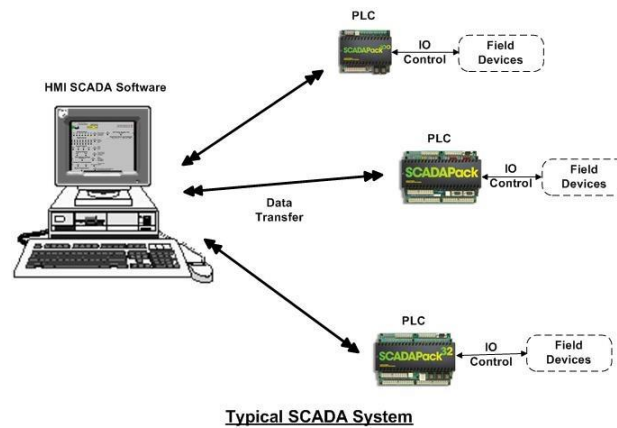 PLC
SCADAPack
IO
Control
Field
Devices
HMI SCADA Software
PLC
SCADAPack
IO
Control
Field
Devices
Data
Transfer
PLC
SCADAPack32
IO
Control
Field
Devices
Typical SCADA System